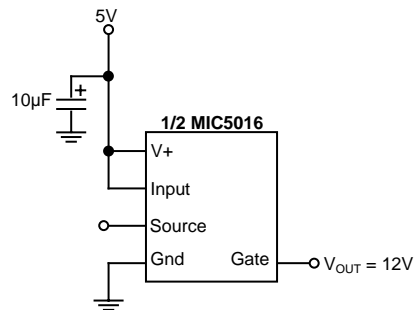 5V
10µF
+
1/2 MIC5016
V+
Input
Source
Gnd
Gate
VOUT = 12V